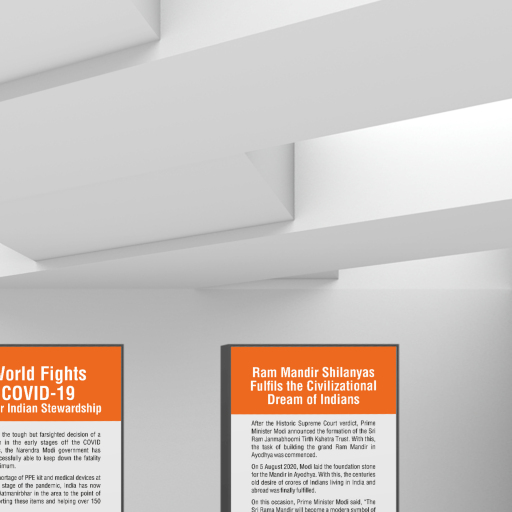 World Fights
COVID-19
r Indian Stewardship
the tough but farsighted decision of a
in the early stages off the COVID
the Narendra Modi government has
cessfully able to keep down the fatality
nimum.
ortage of PPE kit and medical devices at
stage of the pandemic, India has now
Aatmanirbhar in the area to the point of
orting these items and helping over 150
Ram Mandir Shilanyas
Fulfils the Civilizational
Dream of Indians
After the Historic Supreme Court verdict, Prime
Minister Modi announced the formation of the Sri
Ram Janmabhoomi Tirth Kshetra Trust. With this,
the task of building the grand Ram Mandir in
Ayodhya was commenced.
On 5 August 2020, Modi laid the foundation stone
for the Mandir in Ayodhya. With this, the centuries
old desire of crores of Indians living in India and
abroad was finally fulfilled.
On this occasion, Prime Minister Modi said, "The
Sri Rama Mandir will become a modern symbol of